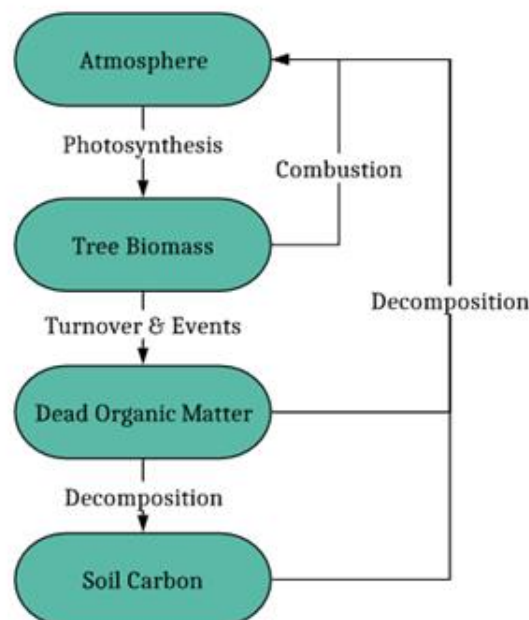 Atmosphere
Photosynthesis
Combustion
Tree Biomass
Decomposition
Turnover & Events
Dead Organic Matter
Decomposition
Soil Carbon